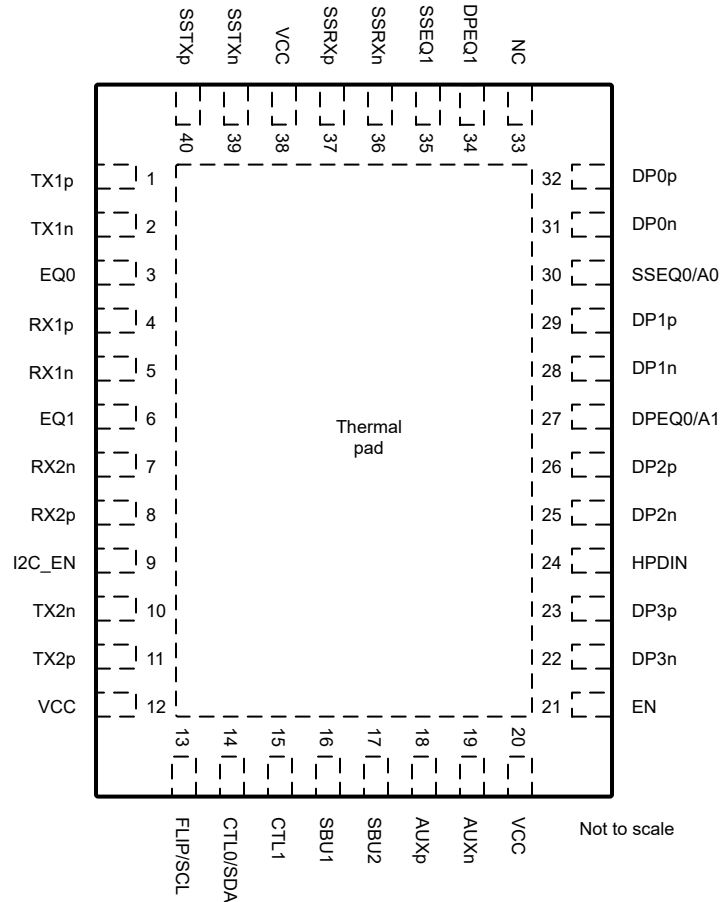 SSTXp
SSTXn
VCC
SSRXp
SSRXn
SSEQ1
DPEQ1
NC
40
39
38
37
36
35
34
33
TX1p 1
32 DP0p
TX1n 2
31 DP0n
EQ0 3
30 SSEQ0/A0
RX1p 4
29 DP1p
RX1n 5
28 DP1n
EQ1 6
27 DPEQ0/A1
Thermal
pad
RX2n 7
26 DP2p
RX2p 8
25 DP2n
I2C_EN 9
24 HPDIN
TX2n 10
23 DP3p
TX2p 11
22 DP3n
VCC 12
21 EN
13
14
15
16
17
18
19
20
FLIP/SCL
CTL0/SDA
CTL1
SBU1
SBU2
AUXp
AUXn
VCC
Not to scale